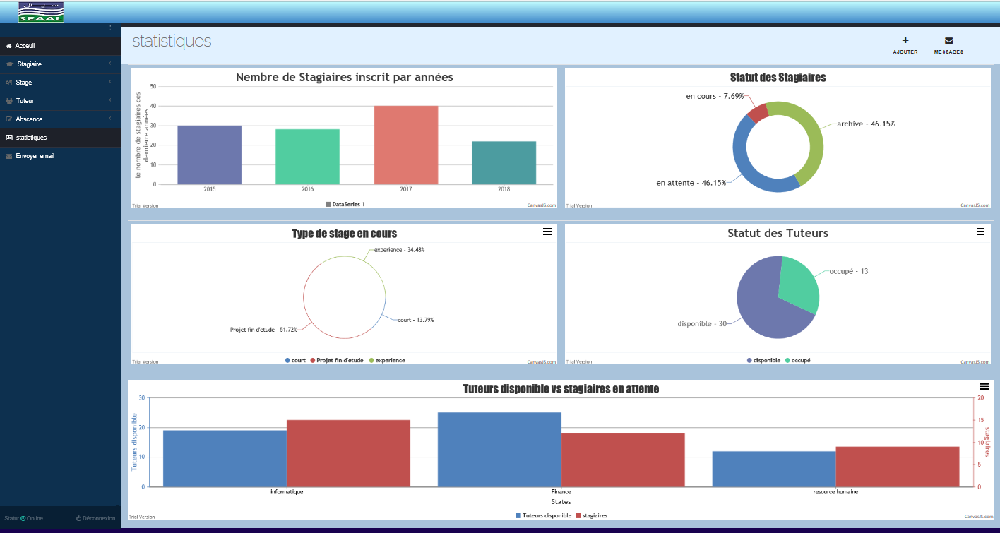 سيال
SEAAL
Acceuil
Stagiaire
Stage
Tuteur
Abscence
statistiques
Envoyer email
Statut Online
Déconnexion
statistiques
AJOUTER
MESSAGES
Nembre de Stagiaires inscrit par années
le nombre de stagiaires ces
dernierre années
50
40
30
20
10
0
2015
2016
2017
2018
DataSeries 1
Trial Version
CanvasJS.com
Statut des Stagiaires
en cours - 7.69%
archive - 46.15%
en attente - 46.15%
Trial Version
CanvasJS.com
Type de stage en cours
experience - 34.48%
court - 13.79%
Projet fin d'etude - 51.72%
court
Projet fin d'etude
experience
Trial Version
CanvasJS.com
Statut des Tuteurs
occupé - 13
disponible - 30
disponible
occupé
Trial Version
CanvasJS.com
Tuteurs disponible vs stagiaires en attente
Tuteurs disponible
30
20
10
0
20
15
10
5
0
stagiaires
informatique
Finance
resource humaine
States
Tuteurs disponible
stagiaires
Trial Version
CanvasJS.com